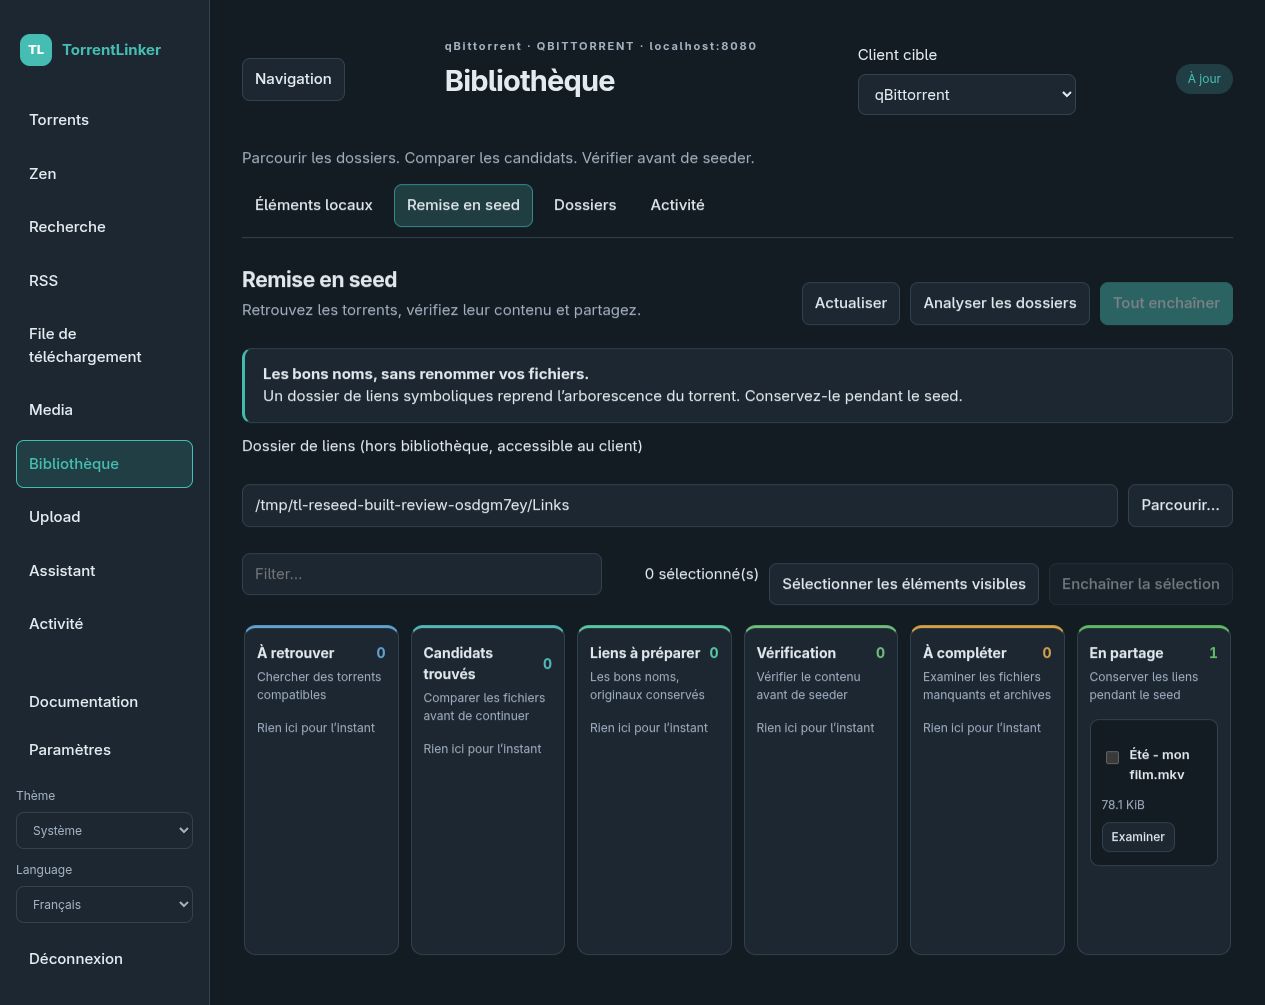 TL TorrentLinker
Torrents
Zen
Recherche
RSS
File de
téléchargement
Media
Bibliothèque
Upload
Assistant
Activité
Documentation
Paramètres
Thème
Système
Language
Français
Déconnexion
Navigation
qBittorrent · QBITTORRENT · localhost:8080
Bibliothèque
Client cible
qBittorrent
À jour
Parcourir les dossiers. Comparer les candidats. Vérifier avant de seeder.
Éléments locaux Remise en seed Dossiers Activité
Remise en seed
Retrouvez les torrents, vérifiez leur contenu et partagez.
Actualiser Analyser les dossiers Tout enchaîner
Les bons noms, sans renommer vos fichiers.
Un dossier de liens symboliques reprend l’arborescence du torrent. Conservez-le pendant le seed.
Dossier de liens (hors bibliothèque, accessible au client)
/tmp/tl-reseed-built-review-osdgm7ey/Links Parcourir…
Filter… 0 sélectionné(s) Sélectionner les éléments visibles Enchaîner la sélection
À retrouver 0
Chercher des torrents
compatibles
Rien ici pour l’instant
Candidats
trouvés 0
Comparer les fichiers
avant de continuer
Rien ici pour l’instant
Liens à préparer 0
Les bons noms,
originaux conservés
Rien ici pour l’instant
Vérification 0
Vérifier le contenu
avant de seeder
Rien ici pour l’instant
À compléter 0
Examiner les fichiers
manquants et archives
Rien ici pour l’instant
En partage 1
Conserver les liens
pendant le seed
Été - mon
film.mkv
78.1 KiB
Examiner